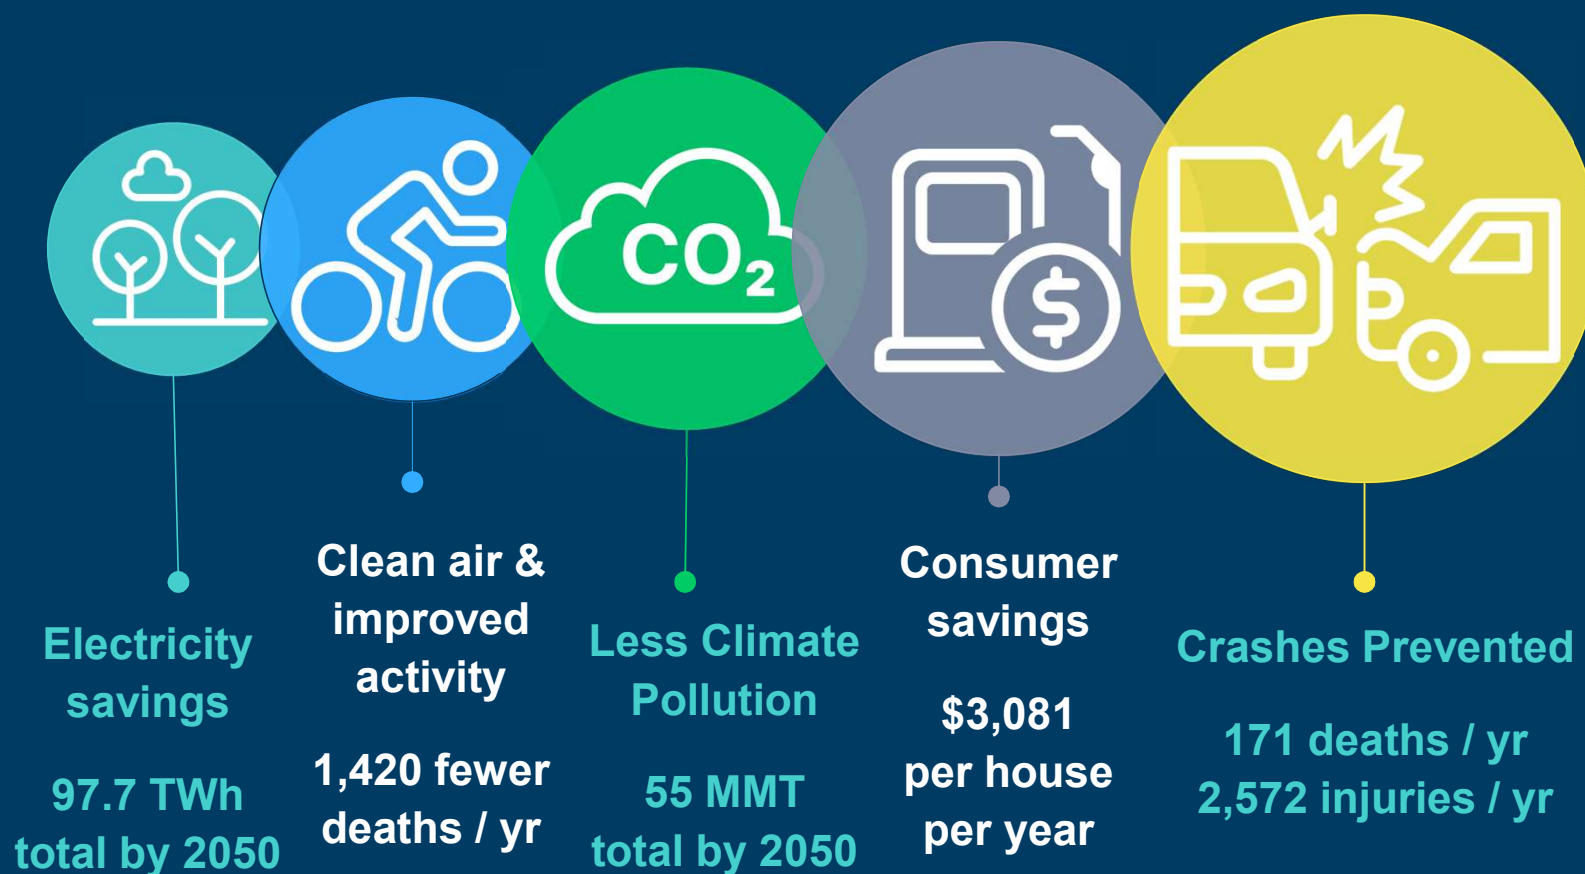 CO₂
$
Electricity
savings
97.7 TWh
total by 2050
Clean air &
improved
activity
1,420 fewer
deaths / yr
Less Climate
Pollution
55 MMT
total by 2050
Consumer
savings
$3,081
per house
per year
Crashes Prevented
171 deaths / yr
2,572 injuries / yr